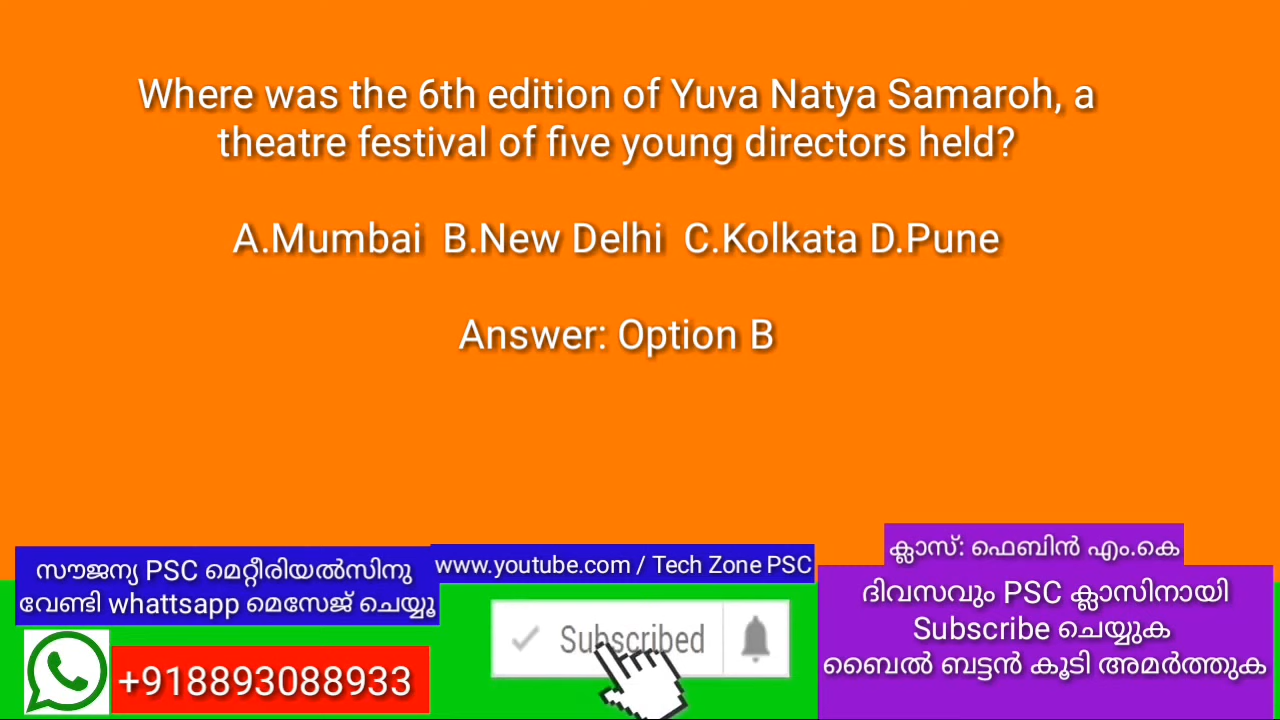 Where was the 6th edition of Yuva Natya Samaroh, a
theatre festival of five young directors held?
A.Mumbai B.New Delhi C.Kolkata D.Pune
Answer: Option B
സൗജന്യ PSC മെറ്റീരിയൽസിനു
വേണ്ടി whattsapp മെസേജ് ചെയ്യൂ
+918893088933
www.youtube.com / Tech Zone PSC
Subscribed
ക്ലാസ്: ഫെബിൻ എം.കെ
ദിവസവും PSC ക്ലാസിനായി
Subscribe ചെയ്യുക
ബൈൽ ബട്ടൻ കൂടി അമർത്തുക